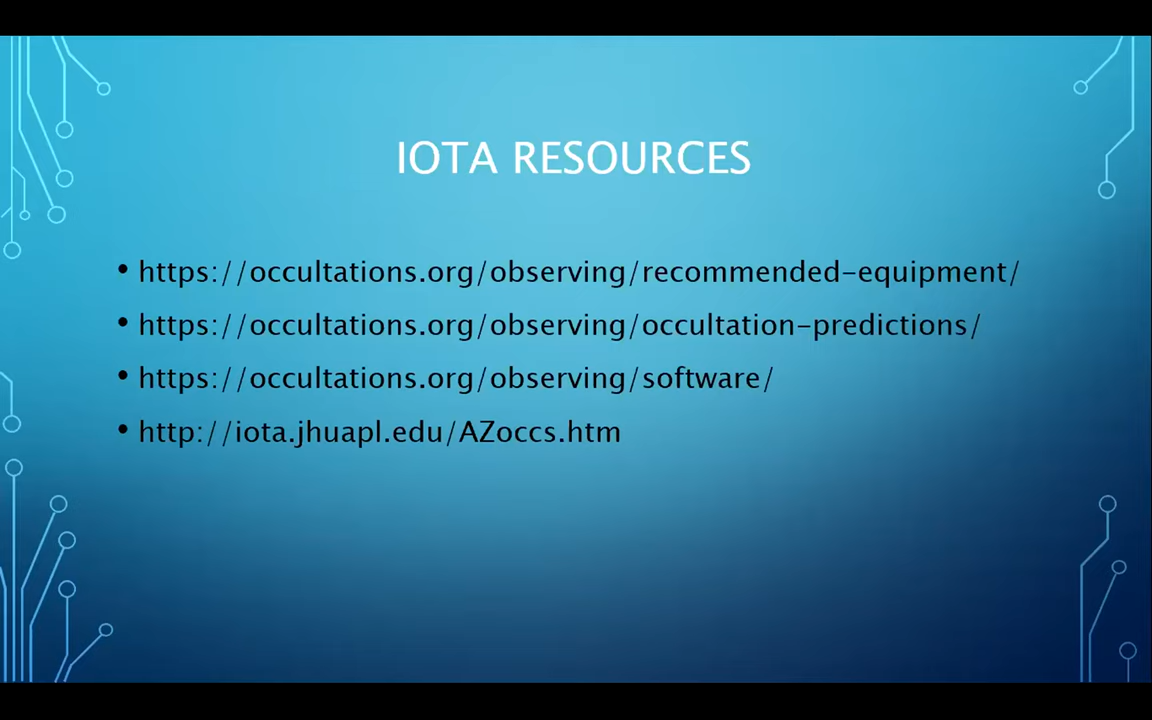 IOTA RESOURCES
• https://occultations.org/observing/recommended-equipment/
• https://occultations.org/observing/occultation-predictions/
• https://occultations.org/observing/software/
• http://iota.jhuapl.edu/AZoccs.htm